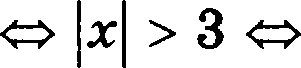 ⇔ |x| > 3 ⇔